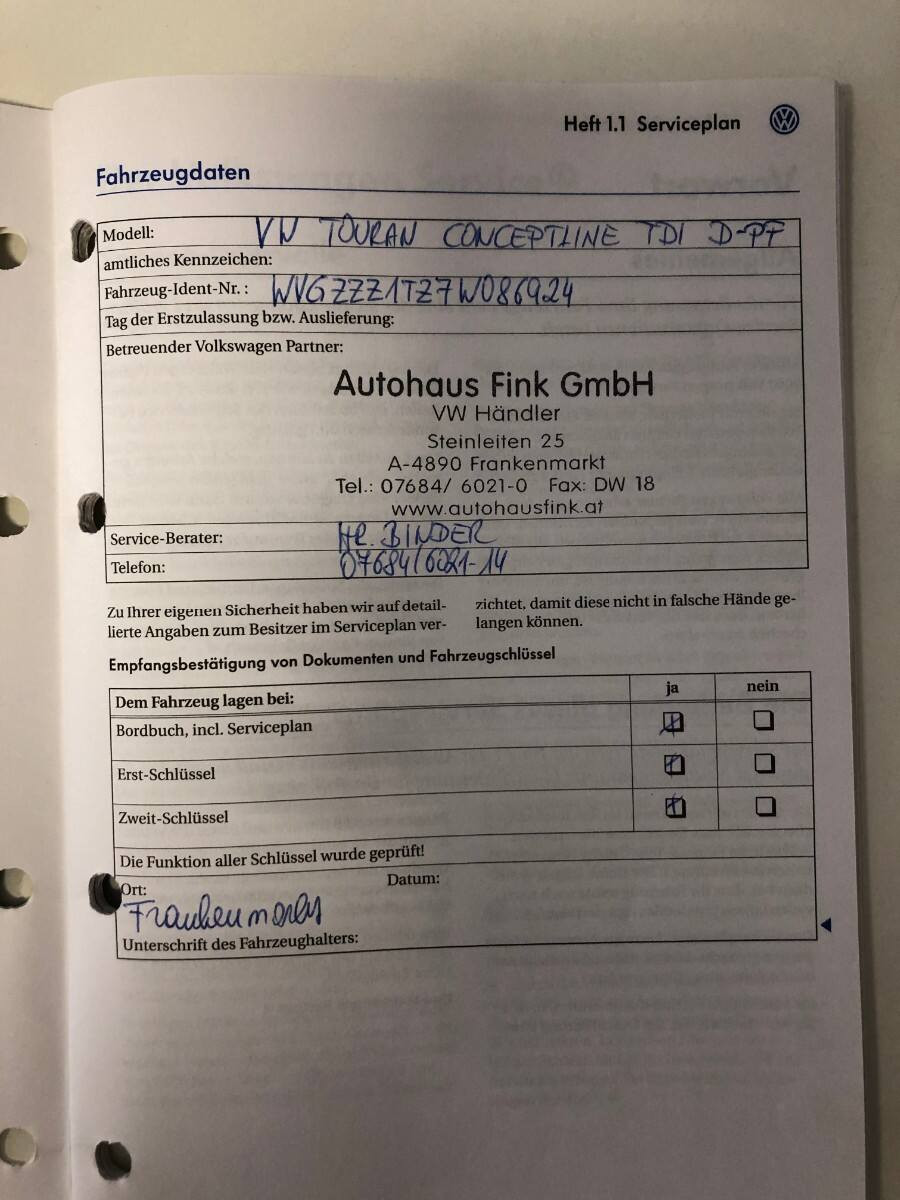 Heft 1.1 Serviceplan
Fahrzeugdaten
Modell: VW TOURAN CONCEPTLINE TDI D-PF
amtliches Kennzeichen:
Fahrzeug-Ident-Nr.: WVGZZZ1TZ7W086924
Tag der Erstzulassung bzw. Auslieferung:
Betreuender Volkswagen Partner:
Autohaus Fink GmbH
VW Händler
Steinleiten 25
A-4890 Frankenmarkt
Tel.: 07684/ 6021-0 Fax: DW 18
www.autohausfink.at
Service-Berater: Hr. BINDER
Telefon: 07684/6021-14
Zu Ihrer eigenen Sicherheit haben wir auf detail-
lierte Angaben zum Besitzer im Serviceplan ver-
zichtet, damit diese nicht in falsche Hände ge-
langen können.
Empfangsbestätigung von Dokumenten und Fahrzeugschlüssel
Dem Fahrzeug lagen bei: ja nein
Bordbuch, incl. Serviceplan
Erst-Schlüssel
Zweit-Schlüssel
Die Funktion aller Schlüssel wurde geprüft!
Ort: Datum:
Frankenmarkt
Unterschrift des Fahrzeughalters: